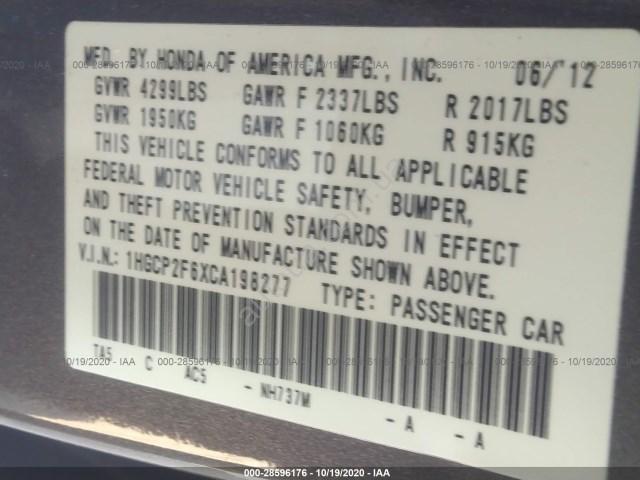 MFD. BY HONDA OF AMERICA MFG., INC. 06/12
GVWR 4299LBS GAWR F 2337LBS R 2017LBS
GVWR 1950KG GAWR F 1060KG R 915KG
THIS VEHICLE CONFORMS TO ALL APPLICABLE
FEDERAL MOTOR VEHICLE SAFETY, BUMPER,
AND THEFT PREVENTION STANDARDS IN EFFECT
ON THE DATE OF MANUFACTURE SHOWN ABOVE.
V.I.N.: 1HGCP2F6XCA198277 TYPE: PASSENGER CAR
TA5 C AC5 - NH737M - A - A
000-28596176 - 10/19/2020 - IAA